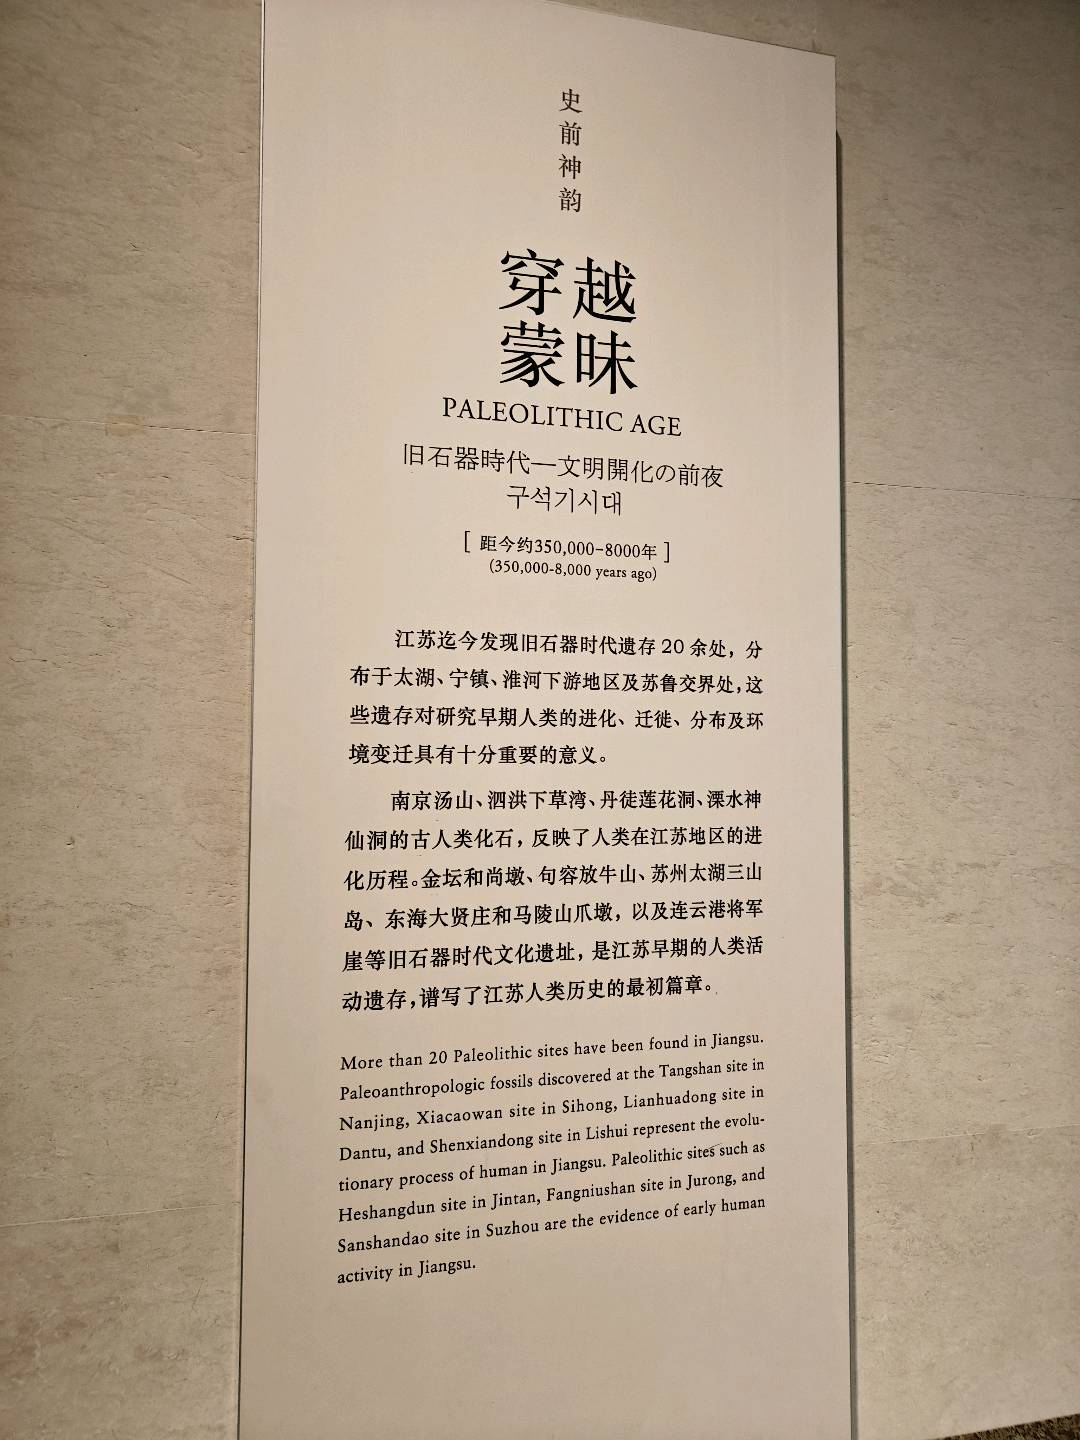 史前神韵
穿越
蒙昧
PALEOLITHIC AGE
旧石器時代—文明開化の前夜
구석기시대
[ 距今约350,000-8000年 ]
(350,000-8,000 years ago)
江苏迄今发现旧石器时代遗存 20 余处，分
布于太湖、宁镇、淮河下游地区及苏鲁交界处，这
些遗存对研究早期人类的进化、迁徙、分布及环
境变迁具有十分重要的意义。
南京汤山、泗洪下草湾、丹徒莲花洞、溧水神
仙洞的古人类化石，反映了人类在江苏地区的进
化历程。金坛和尚墩、句容放牛山、苏州太湖三山
岛、东海大贤庄和马陵山爪墩，以及连云港将军
崖等旧石器时代文化遗址，是江苏早期的人类活
动遗存，谱写了江苏人类历史的最初篇章。
More than 20 Paleolithic sites have been found in Jiangsu.
Paleoanthropologic fossils discovered at the Tangshan site in
Nanjing, Xiacaowan site in Sihong, Lianhuadong site in
Dantu, and Shenxiandong site in Lishui represent the evolu-
tionary process of human in Jiangsu. Paleolithic sites such as
Heshangdun site in Jintan, Fangniushan site in Jurong, and
Sanshandao site in Suzhou are the evidence of early human
activity in Jiangsu.